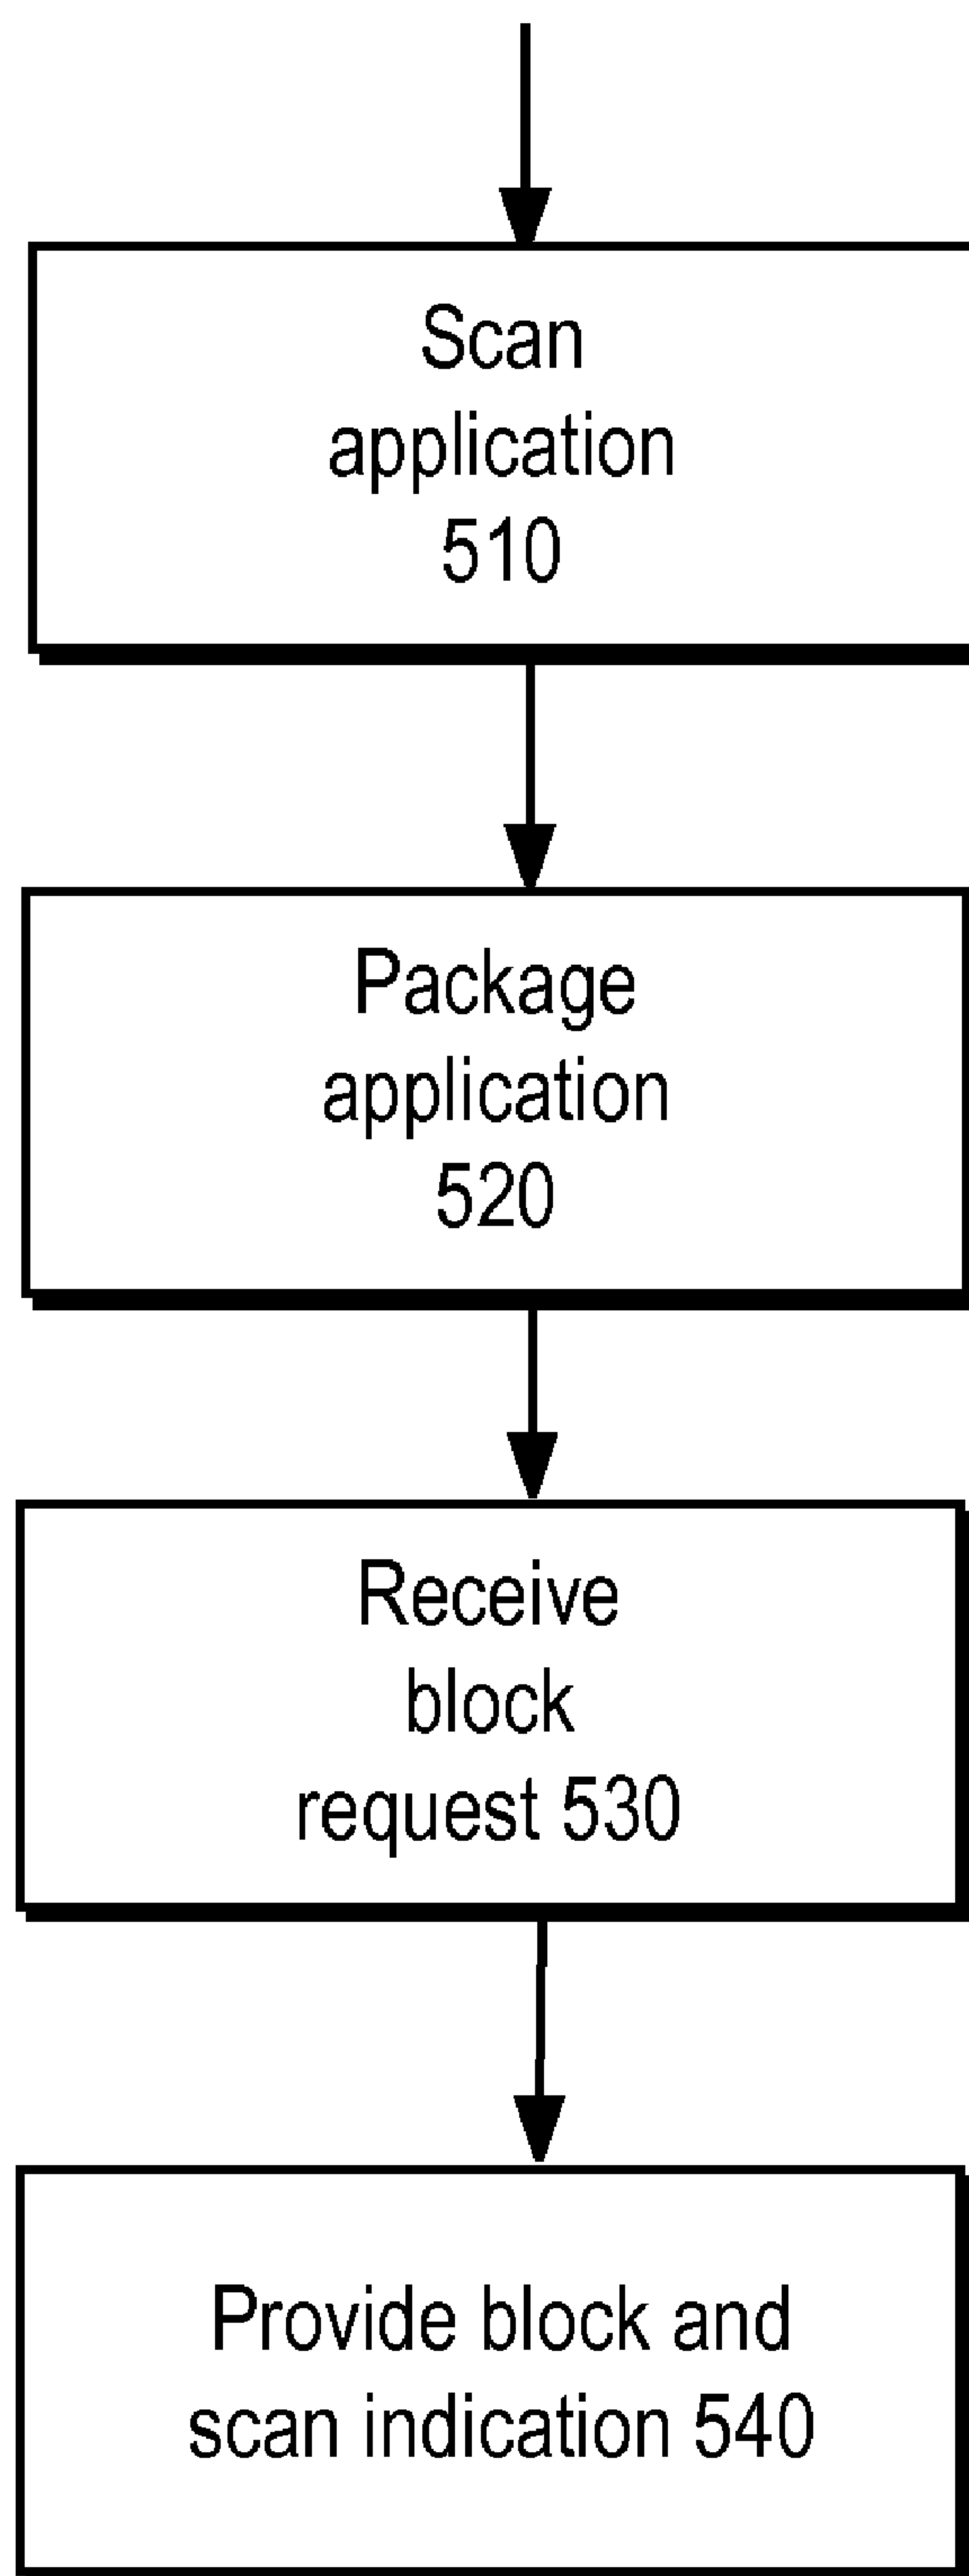 Scan
application
510
Package
application
520
Receive
block
request 530
Provide block and
scan indication 540